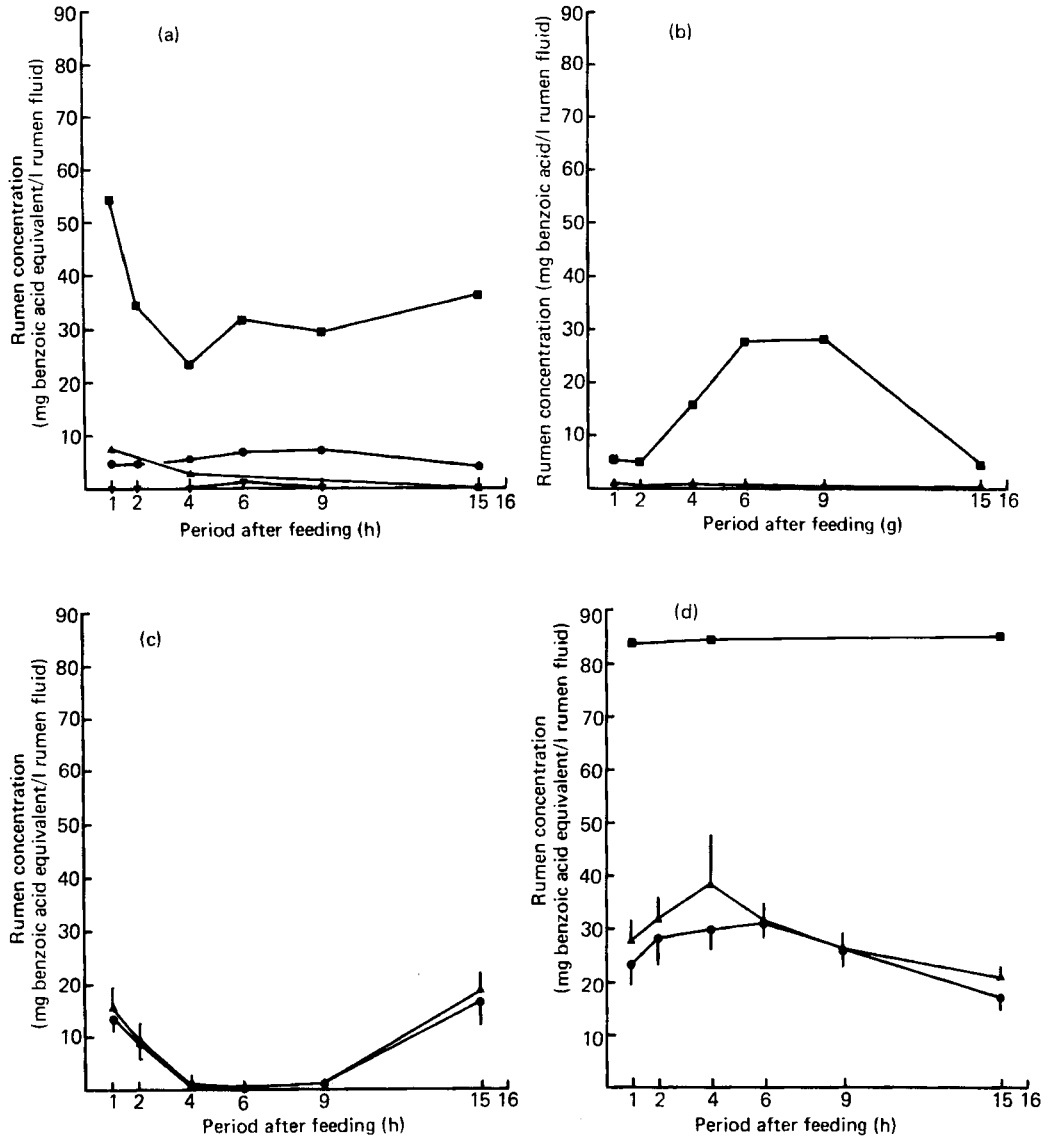 (a)
90
80
70
60
50
40
30
20
10
Rumen concentration
(mg benzoic acid equivalent/l rumen fluid)
1 2 4 6 9 15 16
Period after feeding (h)
(b)
90
80
70
60
50
40
30
20
10
Rumen concentration (mg benzoic acid/l rumen fluid)
1 2 4 6 9 15 16
Period after feeding (g)
(c)
90
80
70
60
50
40
30
20
10
Rumen concentration
(mg benzoic acid equivalent/l rumen fluid)
1 2 4 6 9 15 16
Period after feeding (h)
(d)
90
80
70
60
50
40
30
20
10
Rumen concentration
(mg benzoic acid equivalent/l rumen fluid)
1 2 4 6 9 15 16
Period after feeding (h)